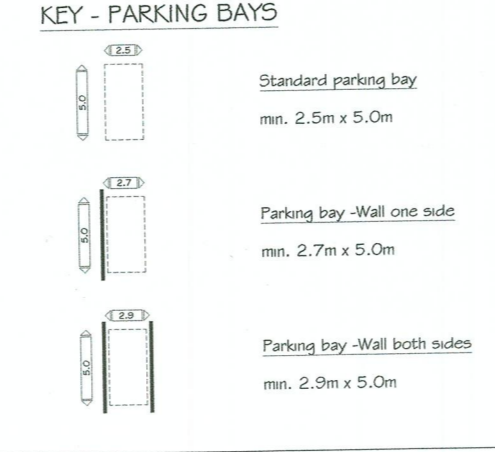 KEY - PARKING BAYS
2.5
5.0
Standard parking bay
min. 2.5m x 5.0m
2.7
5.0
Parking bay -Wall one side
min. 2.7m x 5.0m
2.9
5.0
Parking bay -Wall both sides
min. 2.9m x 5.0m